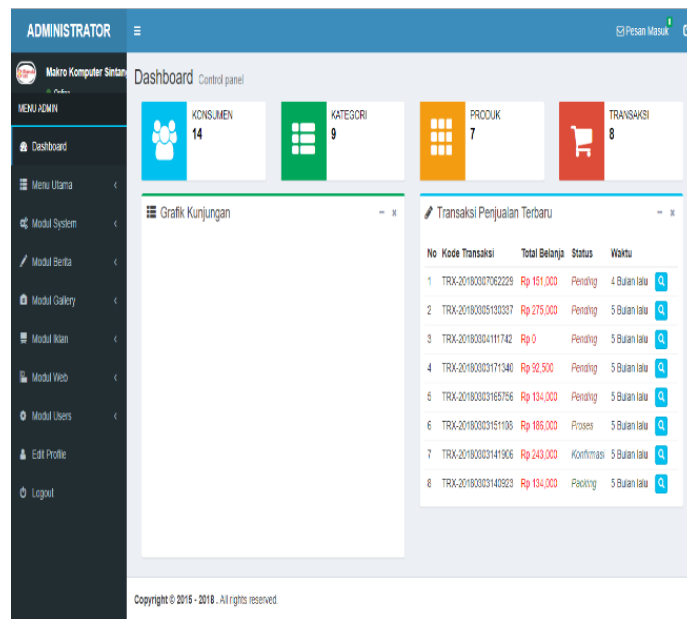 ADMINISTRATOR
Pesan Masuk
0
Makro Komputer Sintang
Online
MENU ADMIN
Dashboard
Menu Utama
Modul System
Modul Berita
Modul Gallery
Modul Iklan
Modul Web
Modul Users
Edit Profile
Logout
Dashboard Control panel
KONSUMEN
14
KATEGORI
9
PRODUK
7
TRANSAKSI
8
Grafik Kunjungan
Transaksi Penjualan Terbaru
No Kode Transaksi Total Belanja Status Waktu
1 TRX-20180307062229 Rp 151,000 Pending 4 Bulan lalu
2 TRX-20180305130337 Rp 275,000 Pending 5 Bulan lalu
3 TRX-20180304111742 Rp 0 Pending 5 Bulan lalu
4 TRX-20180303171340 Rp 92,500 Pending 5 Bulan lalu
5 TRX-20180303165756 Rp 134,000 Pending 5 Bulan lalu
6 TRX-20180303151108 Rp 186,000 Proses 5 Bulan lalu
7 TRX-20180303141906 Rp 243,000 Konfirmasi 5 Bulan lalu
8 TRX-20180303140923 Rp 134,000 Packing 5 Bulan lalu
Copyright © 2015 - 2018 . All rights reserved.